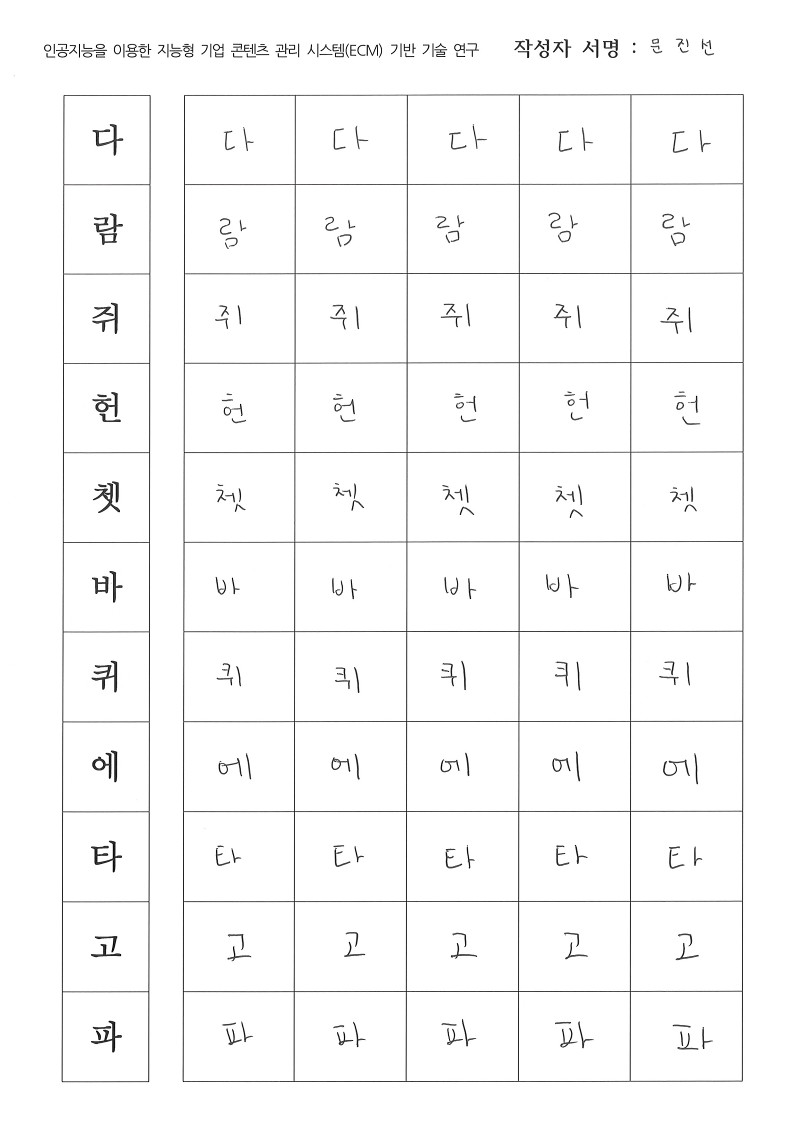 인공지능을 이용한 지능형 기업 콘텐츠 관리 시스템(ECM) 기반 기술 연구 작성자 서명 : 문진선
다 다 다 다 다 다
람 람 람 람 람 람
쥐 쥐 쥐 쥐 쥐 쥐
헌 헌 헌 헌 헌 헌
쳇 쳇 쳇 쳇 쳇 쳇
바 바 바 바 바 바
퀴 퀴 퀴 퀴 퀴 퀴
에 에 에 에 에 에
타 타 타 타 타 타
고 고 고 고 고 고
파 파 파 파 파 파